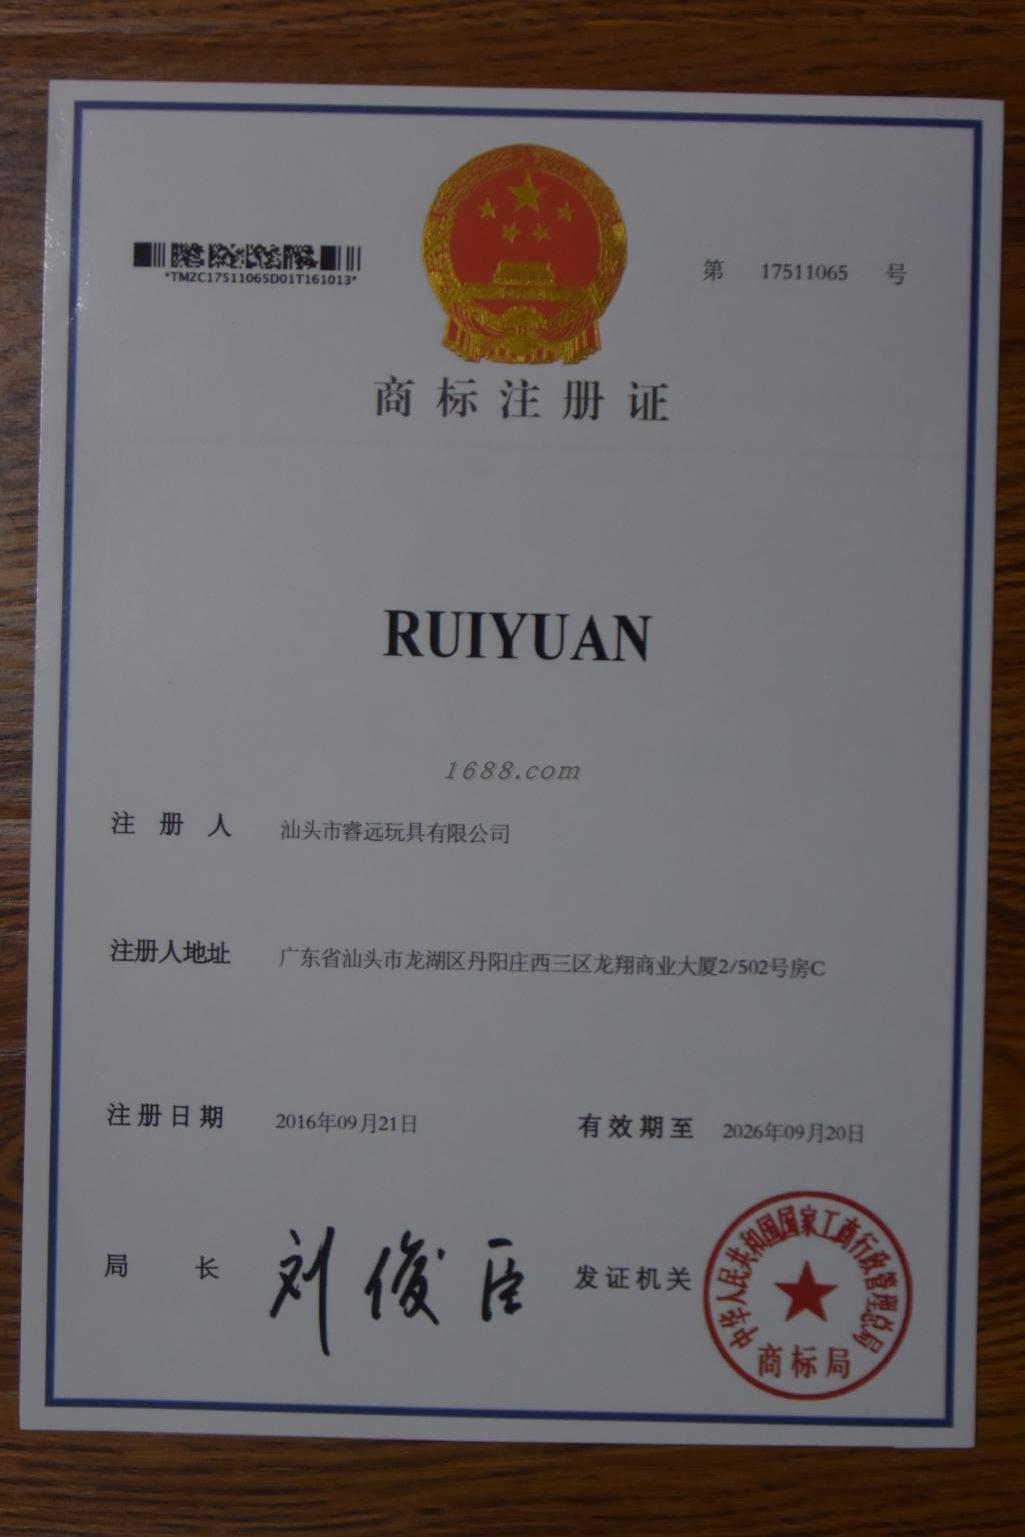 *TMZC17511065D01T161013*
第 17511065 号
商标注册证
RUIYUAN
1688.com
注册人 汕头市睿远玩具有限公司
注册人地址 广东省汕头市龙湖区丹阳庄西三区龙翔商业大厦2/502号房C
注册日期 2016年09月21日 有效期至 2026年09月20日
局长 刘俊臣 发证机关
中华人民共和国国家工商行政管理总局
商标局